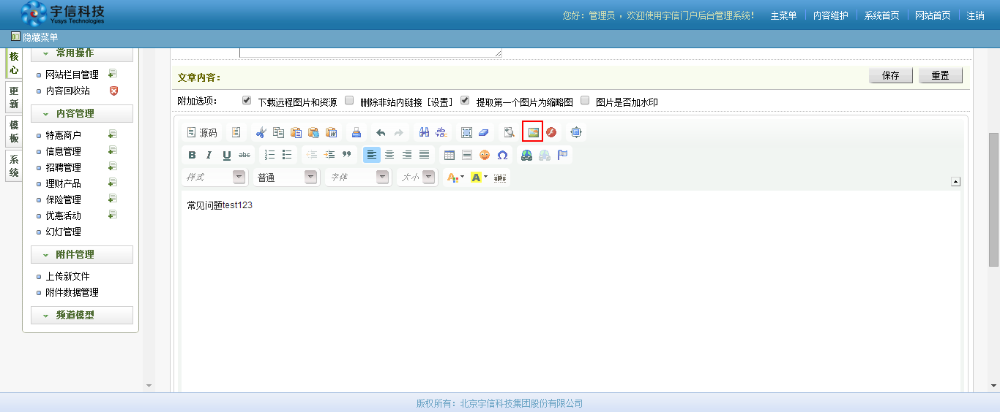 宇信科技
Yusys Technologies
您好：管理员 ，欢迎使用宇信门户后台管理系统！ 主菜单 内容维护 系统首页 网站首页 注销
隐藏菜单
核心
更新
模板
系统
常用操作
网站栏目管理
内容回收站
内容管理
特惠商户
信息管理
招聘管理
理财产品
保险管理
优惠活动
幻灯管理
附件管理
上传新文件
附件数据管理
频道模型
文章内容： 保存 重置
附加选项： 下载远程图片和资源 删除非站内链接 [设置] 提取第一个图片为缩略图 图片是否加水印
源码
B I U abc
样式 普通 字体 大小 A A
常见问题test123
版权所有：北京宇信科技集团股份有限公司